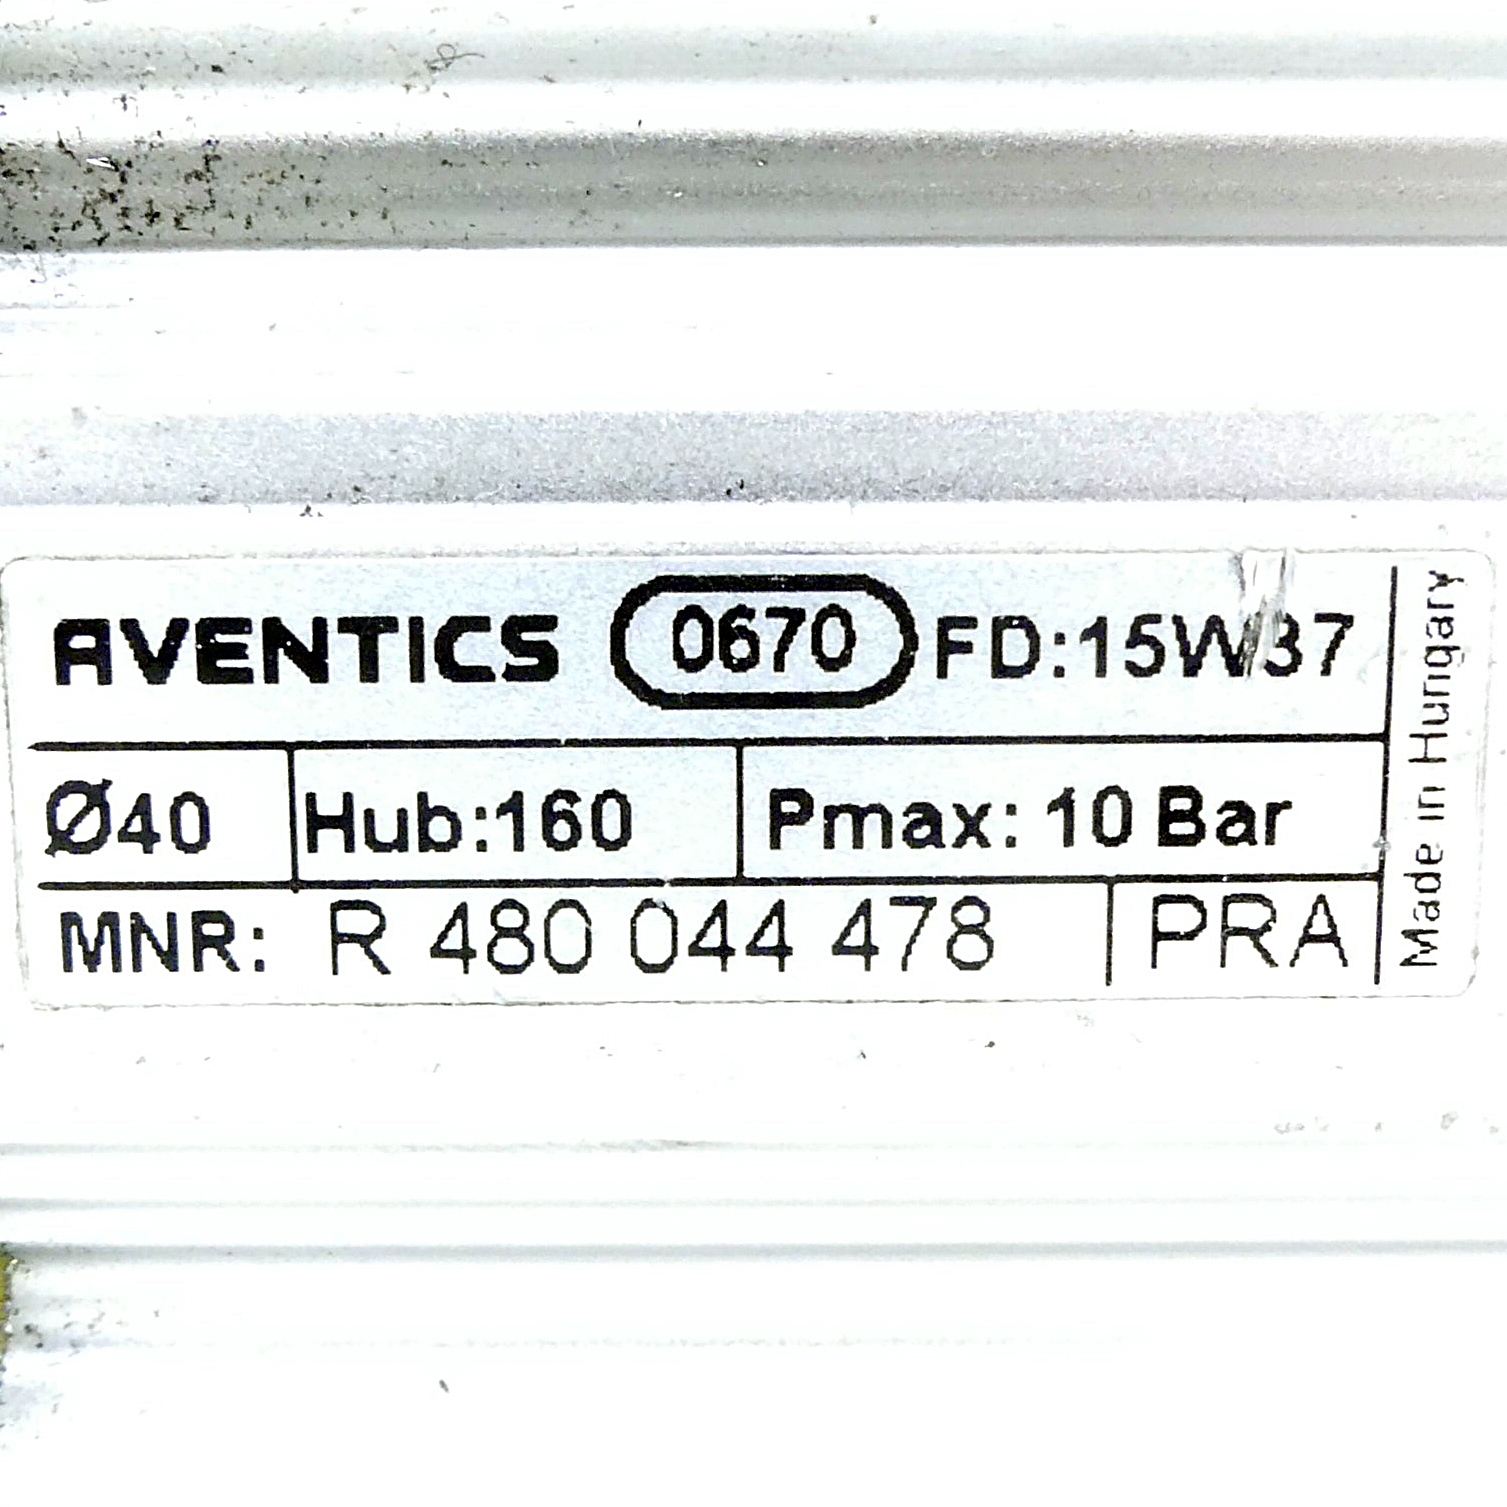 AVENTICS 0670 FD:15W37
Ø40 Hub:160 Pmax: 10 Bar
MNR: R 480 044 478 PRA
Made in Hungary